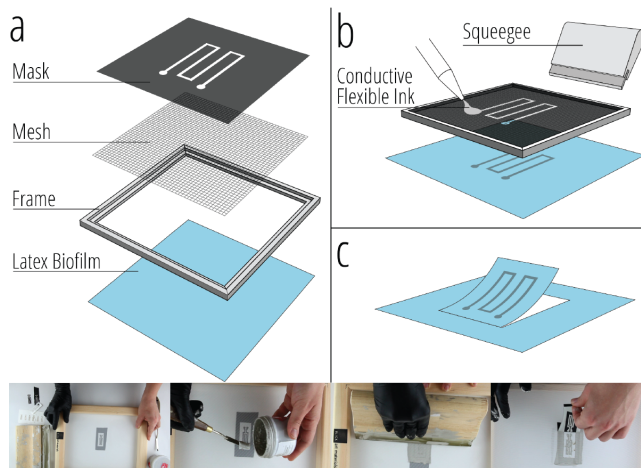 a
Mask
Mesh
Frame
Latex Biofilm
b
Squeegee
Conductive
Flexible Ink
c